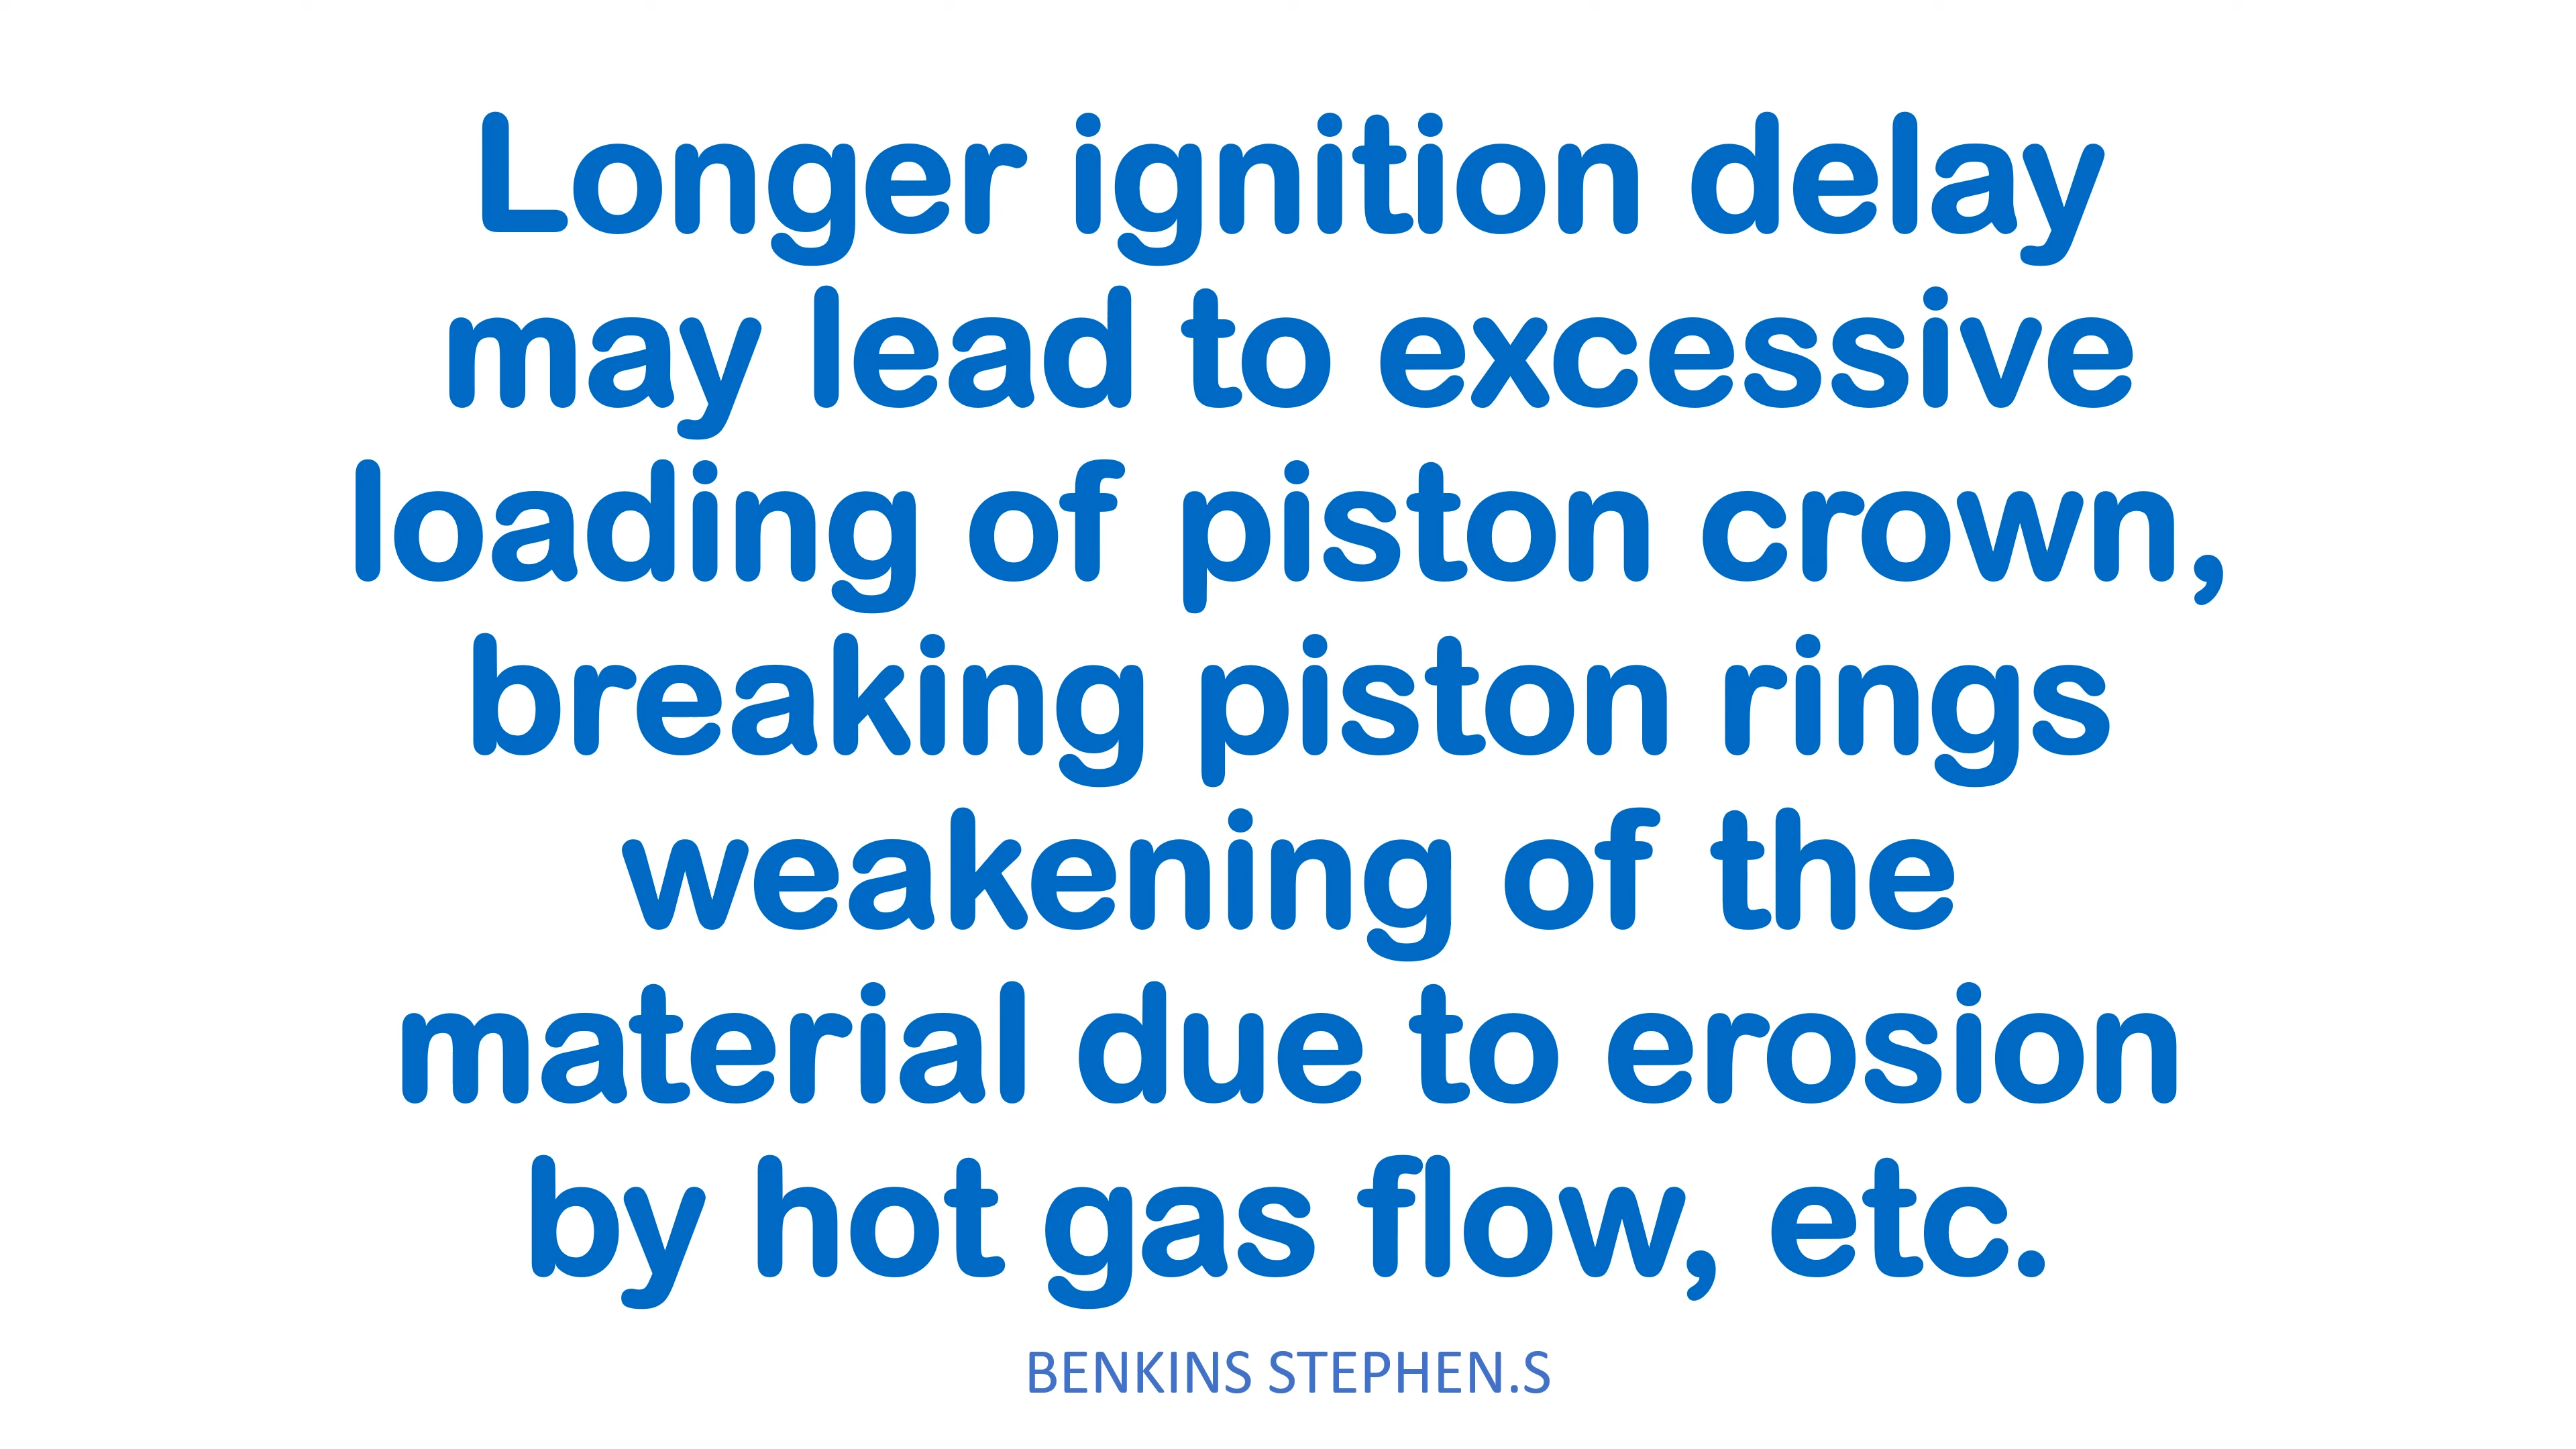 Longer ignition delay
may lead to excessive
loading of piston crown,
breaking piston rings
weakening of the
material due to erosion
by hot gas flow, etc.
BENKINS STEPHEN.S